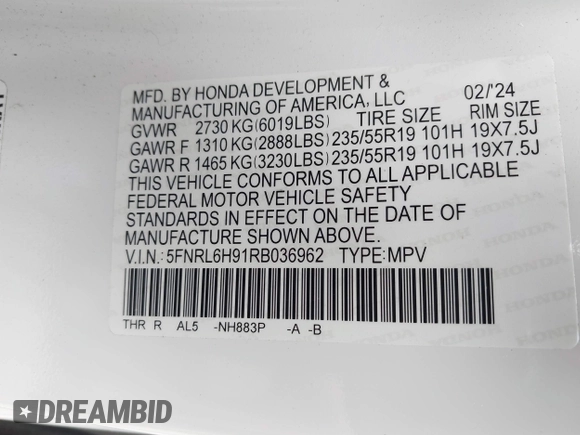 MFD. BY HONDA DEVELOPMENT &
MANUFACTURING OF AMERICA, LLC 02/'24
GVWR 2730 KG(6019LBS) TIRE SIZE RIM SIZE
GAWR F 1310 KG(2888LBS) 235/55R19 101H 19X7.5J
GAWR R 1465 KG(3230LBS) 235/55R19 101H 19X7.5J
THIS VEHICLE CONFORMS TO ALL APPLICABLE
FEDERAL MOTOR VEHICLE SAFETY
STANDARDS IN EFFECT ON THE DATE OF
MANUFACTURE SHOWN ABOVE.
V.I.N.: 5FNRL6H91RB036962 TYPE: MPV
THR R AL5 -NH883P -A -B
HONDA HONDA HONDA
DREAMBID